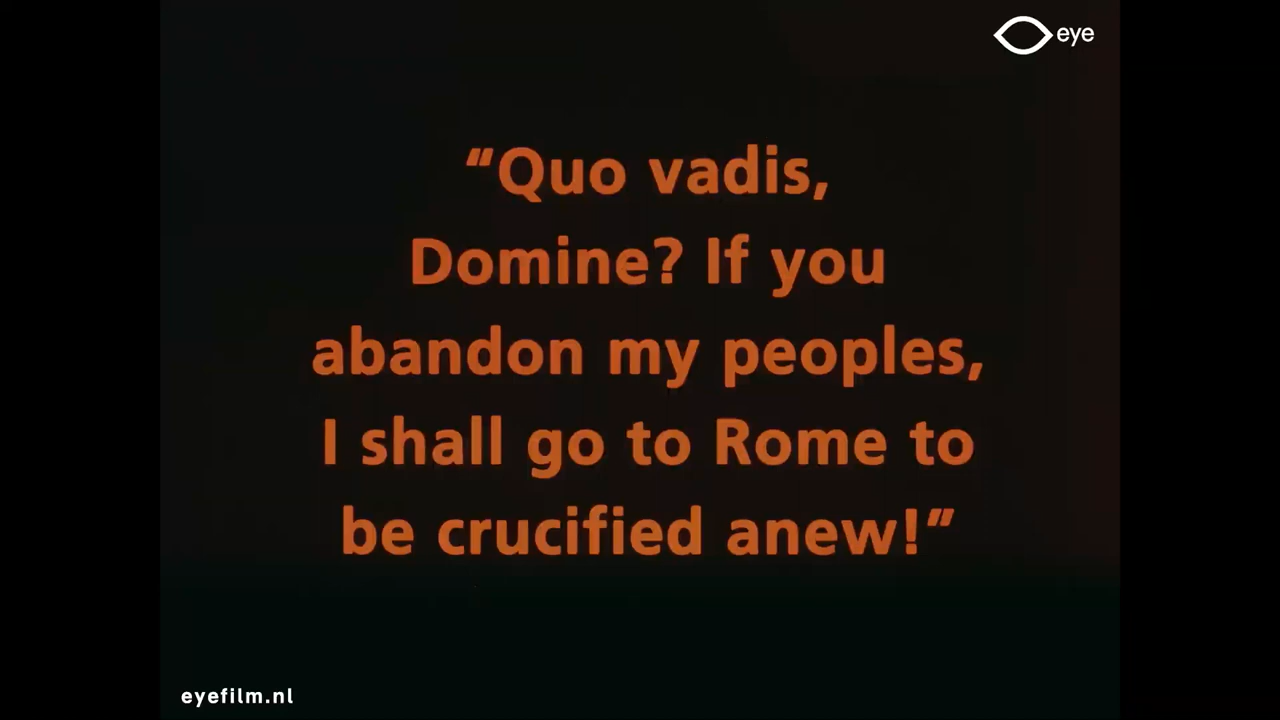 eye
“Quo vadis,
Domine? If you
abandon my peoples,
I shall go to Rome to
be crucified anew!”
eyefilm.nl